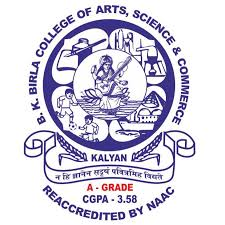 B. K. BIRLA COLLEGE OF ARTS, SCIENCE & COMMERCE
KALYAN
न हि ज्ञानेन सदृशं पवित्रमिह विद्यते
A - GRADE
CGPA - 3.58
REACCREDITED BY NAAC